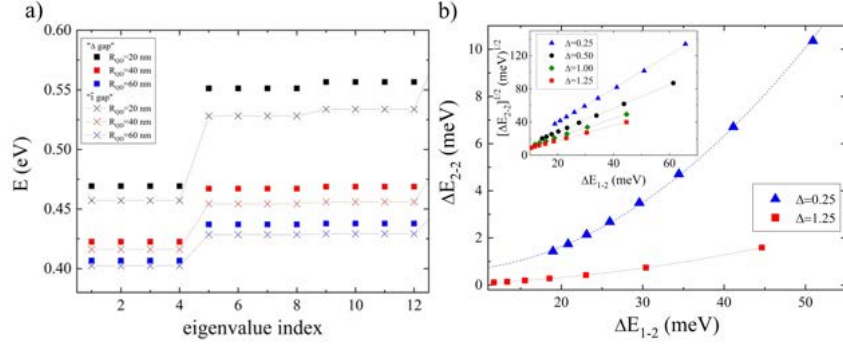 a)
b)
"Δ gap"
R_QD=20 nm
R_QD=40 nm
R_QD=60 nm
R_QD=20 nm
R_QD=40 nm
R_QD=60 nm
E (eV)
0.55
0.50
0.45
0.40
2 4 6 8 10 12
eigenvalue index
ΔE_2-2 (meV)
10
8
6
4
2
0
20 30 40 50
ΔE_1-2 (meV)
Δ=0.25
Δ=1.25
[ΔE_2-2]^1/2 (meV)^1/2
120
80
40
0
20 40 60
ΔE_1-2 (meV)
Δ=0.25
Δ=0.50
Δ=1.00
Δ=1.25